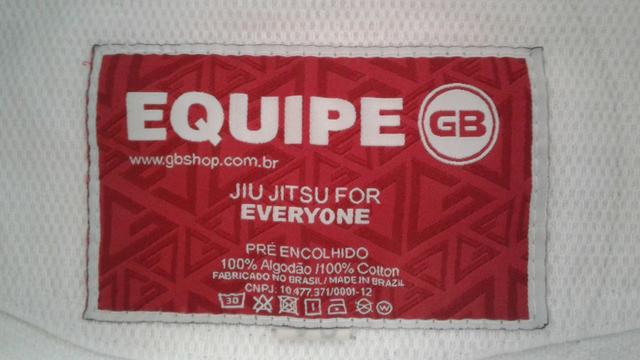 EQUIPE GB
www.gbshop.com.br
JIU JITSU FOR
EVERYONE
PRÉ ENCOLHIDO
100% Algodão /100% Cotton
FABRICADO NO BRASIL / MADE IN BRAZIL
CNPJ: 10.477.371/0001-12
30